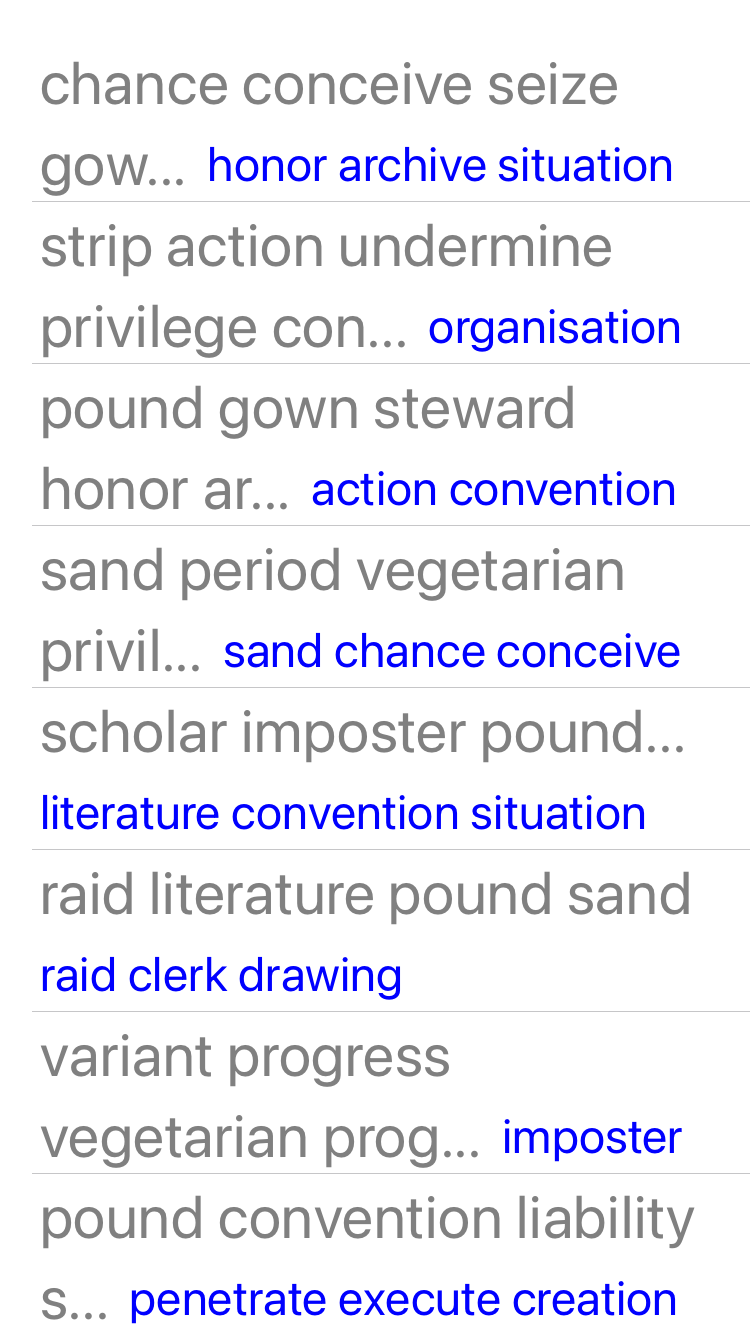 chance conceive seize
gow... honor archive situation
strip action undermine
privilege con... organisation
pound gown steward
honor ar... action convention
sand period vegetarian
privil... sand chance conceive
scholar imposter pound...
literature convention situation
raid literature pound sand
raid clerk drawing
variant progress
vegetarian prog... imposter
pound convention liability
s... penetrate execute creation